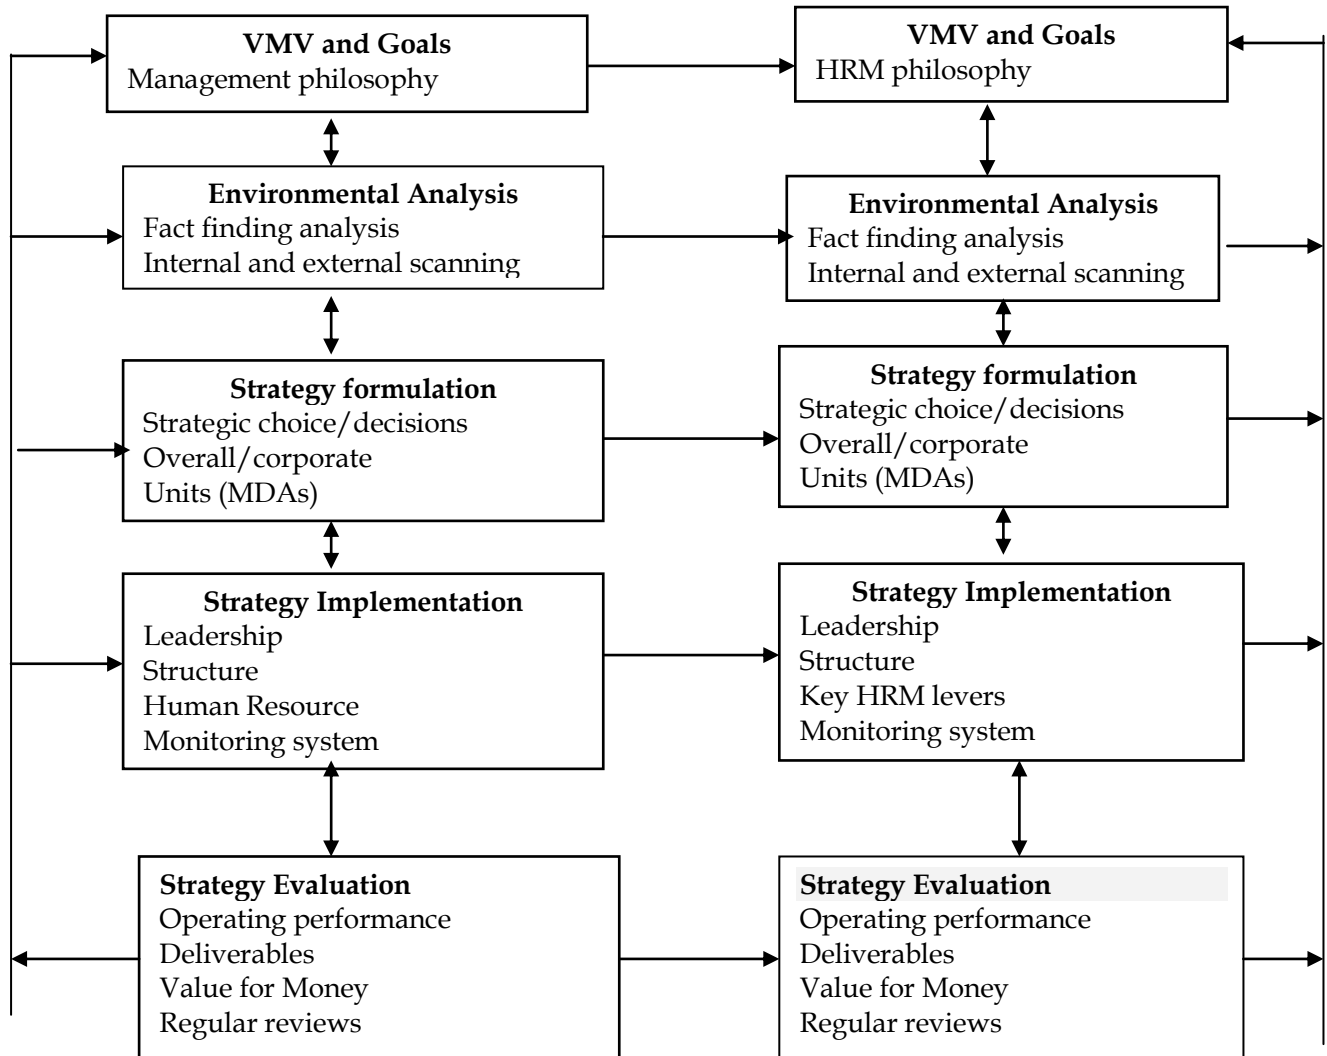 VMV and Goals
Management philosophy
VMV and Goals
HRM philosophy
Environmental Analysis
Fact finding analysis
Internal and external scanning
Environmental Analysis
Fact finding analysis
Internal and external scanning
Strategy formulation
Strategic choice/decisions
Overall/corporate
Units (MDAs)
Strategy formulation
Strategic choice/decisions
Overall/corporate
Units (MDAs)
Strategy Implementation
Leadership
Structure
Human Resource
Monitoring system
Strategy Implementation
Leadership
Structure
Key HRM levers
Monitoring system
Strategy Evaluation
Operating performance
Deliverables
Value for Money
Regular reviews
Strategy Evaluation
Operating performance
Deliverables
Value for Money
Regular reviews